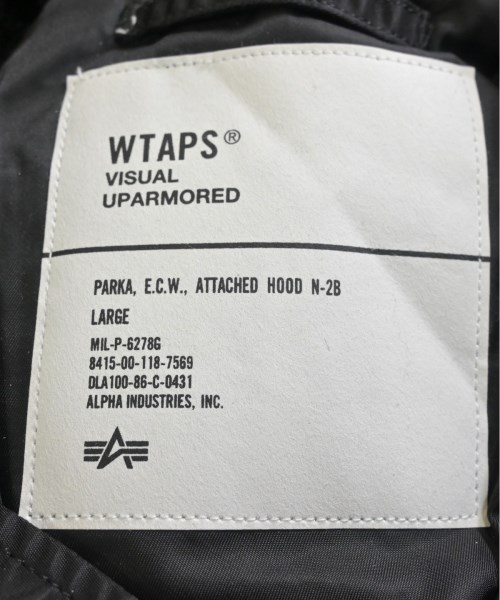 WTAPS®
VISUAL
UPARMORED
PARKA, E.C.W., ATTACHED HOOD N-2B
LARGE
MIL-P-6278G
8415-00-118-7569
DLA100-86-C-0431
ALPHA INDUSTRIES, INC.